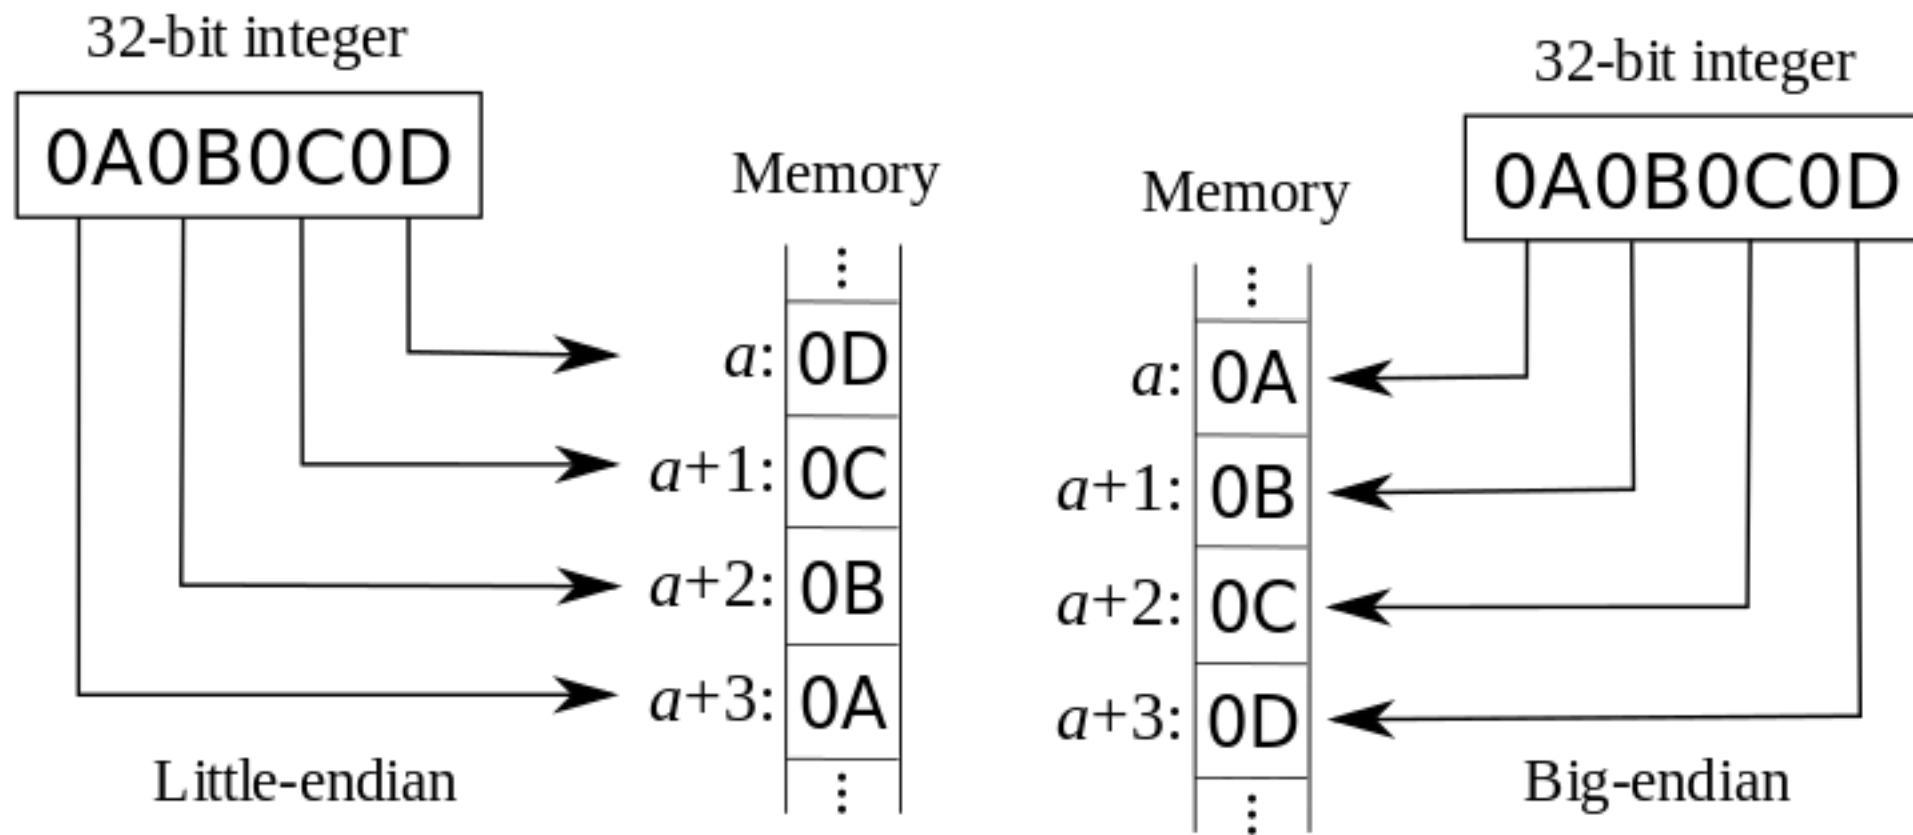 32-bit integer
0A0B0C0D
Memory
a: 0D
a+1: 0C
a+2: 0B
a+3: 0A
Little-endian
32-bit integer
0A0B0C0D
Memory
a: 0A
a+1: 0B
a+2: 0C
a+3: 0D
Big-endian